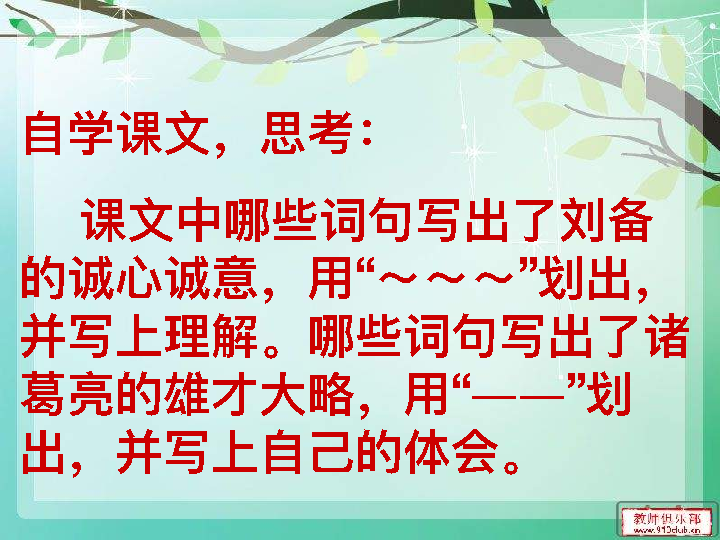 自学课文，思考：
课文中哪些词句写出了刘备
的诚心诚意，用“～～～”划出，
并写上理解。哪些词句写出了诸
葛亮的雄才大略，用“——”划
出，并写上自己的体会。
教师俱乐部
www.910club.cn